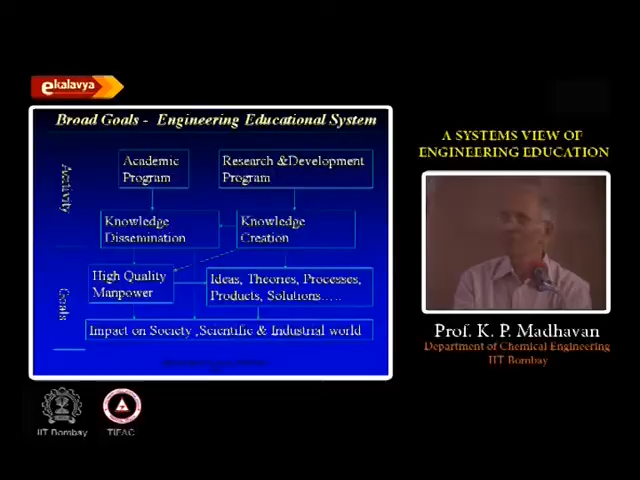 ekalavya
Broad Goals - Engineering Educational System
Activity
Academic
Program
Research &Development
Program
Knowledge
Dissemination
Knowledge
Creation
Goals
High Quality
Manpower
Ideas, Theories, Processes,
Products, Solutions.....
Impact on Society ,Scientific & Industrial world
A SYSTEMS VIEW OF
ENGINEERING EDUCATION
Prof. K. P. Madhavan
Department of Chemical Engineering
IIT Bombay
IIT Bombay
TIFAC